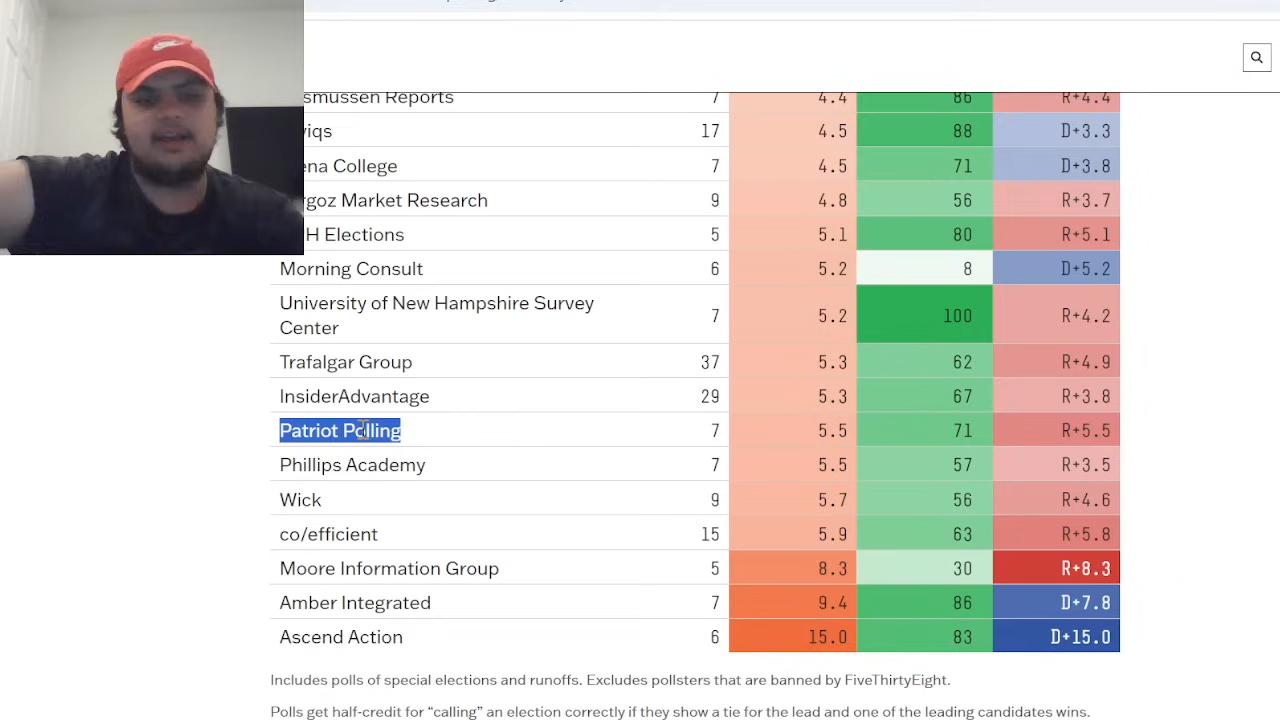 Reports 7 4.4 86 R+4.4
17 4.5 88 D+3.3
College 7 4.5 71 D+3.8
Market Research 9 4.8 56 R+3.7
H Elections 5 5.1 80 R+5.1
Morning Consult 6 5.2 8 D+5.2
University of New Hampshire Survey
Center 7 5.2 100 R+4.2
Trafalgar Group 37 5.3 62 R+4.9
InsiderAdvantage 29 5.3 67 R+3.8
Patriot Polling 7 5.5 71 R+5.5
Phillips Academy 7 5.5 57 R+3.5
Wick 9 5.7 56 R+4.6
co/efficient 15 5.9 63 R+5.8
Moore Information Group 5 8.3 30 R+8.3
Amber Integrated 7 9.4 86 D+7.8
Ascend Action 6 15.0 83 D+15.0
Includes polls of special elections and runoffs. Excludes pollsters that are banned by FiveThirtyEight.
Polls get half-credit for “calling” an election correctly if they show a tie for the lead and one of the leading candidates wins.